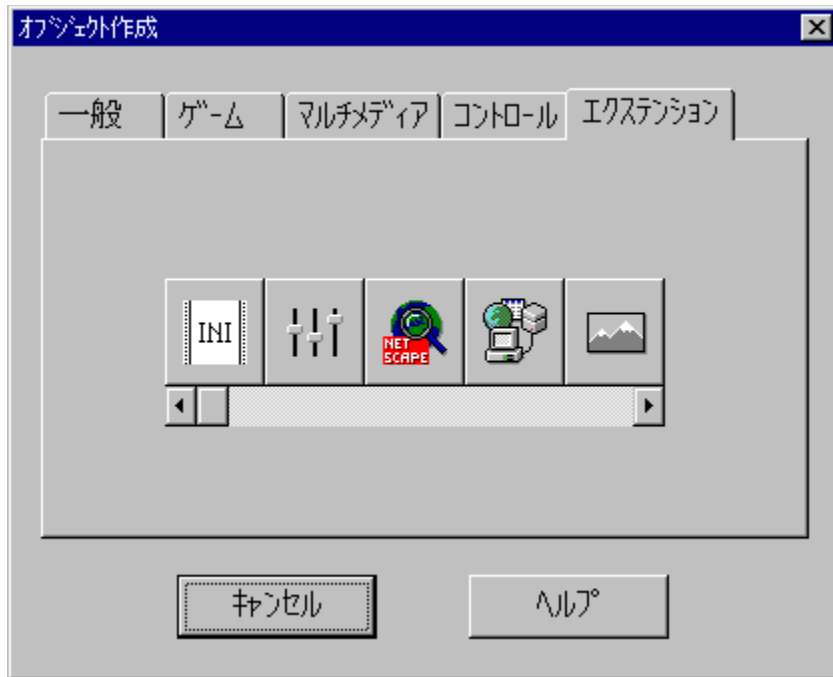 ｵﾌﾞｼﾞｪｸﾄ作成
一般 ｹﾞｰﾑ ﾏﾙﾁﾒﾃﾞｨｱ ｺﾝﾄﾛｰﾙ ｴｸｽﾃﾝｼｮﾝ
INI
NET
SCAPE
ｷｬﾝｾﾙ ﾍﾙﾌﾟ